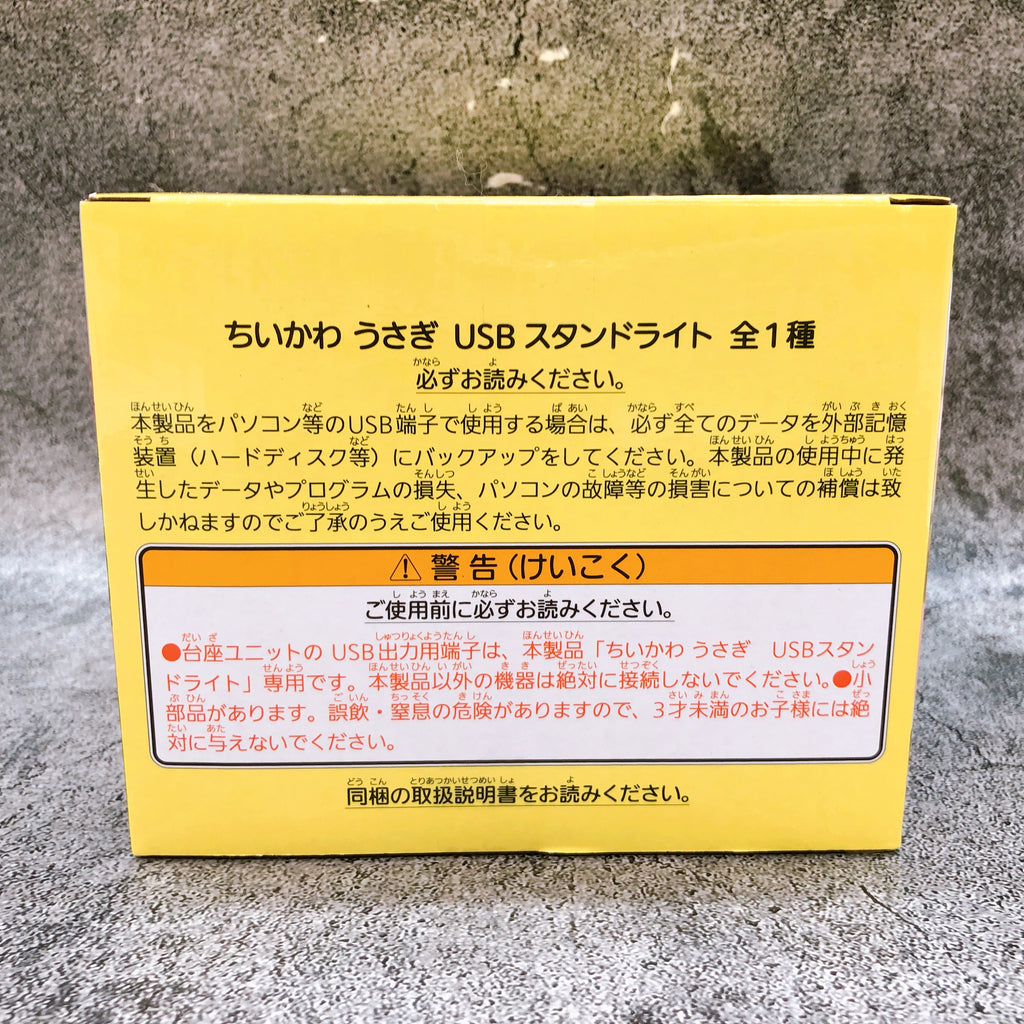 ちいかわ うさぎ USB スタンドライト 全1種
必ずお読みください。
本製品をパソコン等のUSB端子で使用する場合は、必ず全てのデータを外部記憶
装置（ハードディスク等）にバックアップをしてください。本製品の使用中に発
生したデータやプログラムの損失、パソコンの故障等の損害についての補償は致
しかねますのでご了承のうえご使用ください。
⚠警告（けいこく）
ご使用前に必ずお読みください。
●台座ユニットの USB出力用端子は、本製品「ちいかわ うさぎ USBスタン
ドライト」専用です。本製品以外の機器は絶対に接続しないでください。●小
部品があります。誤飲・窒息の危険がありますので、3才未満のお子様には絶
対に与えないでください。
同梱の取扱説明書をお読みください。